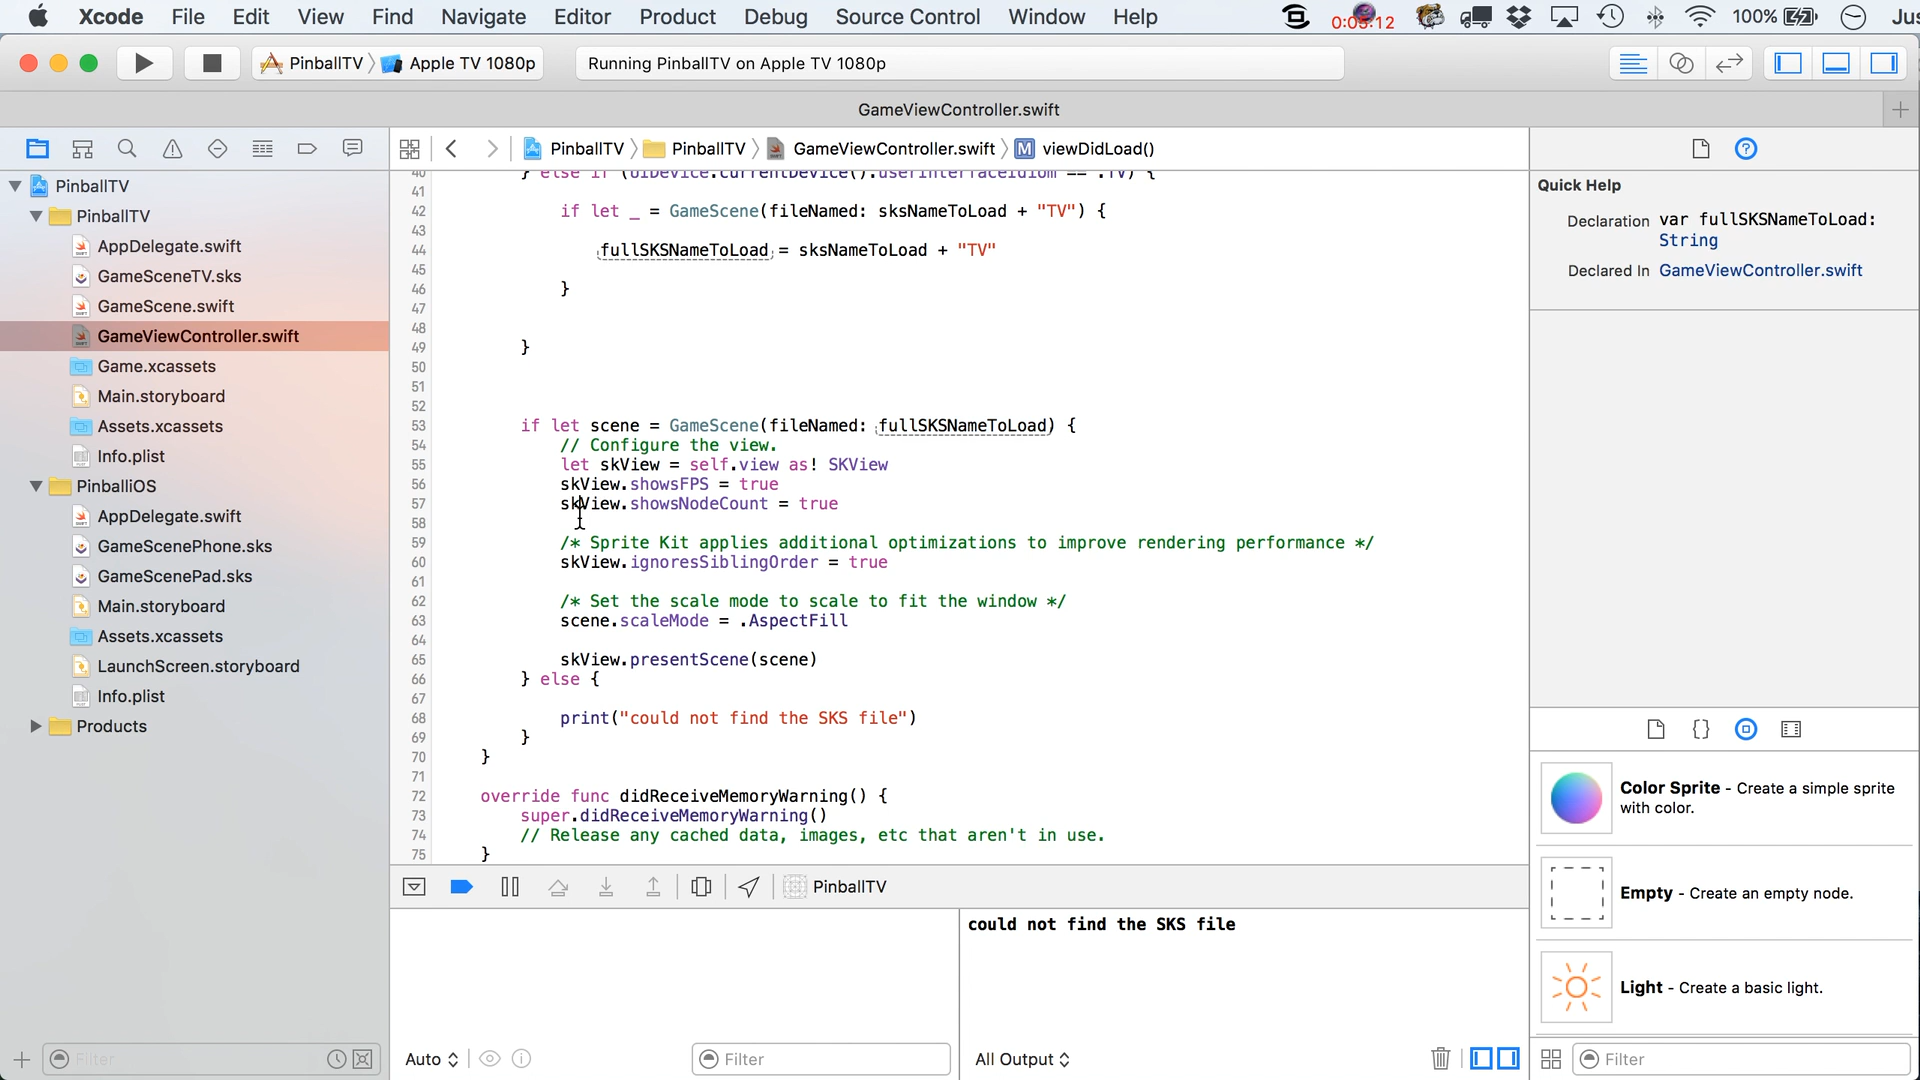 Xcode File Edit View Find Navigate Editor Product Debug Source Control Window Help 0:05:12 100% Jus
PinballTV Apple TV 1080p Running PinballTV on Apple TV 1080p
GameViewController.swift
PinballTV PinballTV GameViewController.swift M viewDidLoad()
PinballTV
PinballTV
AppDelegate.swift
GameSceneTV.sks
GameScene.swift
GameViewController.swift
Game.xcassets
Main.storyboard
Assets.xcassets
Info.plist
PinballiOS
AppDelegate.swift
GameScenePhone.sks
GameScenePad.sks
Main.storyboard
Assets.xcassets
LaunchScreen.storyboard
Info.plist
Products
Filter
40 } else if (UIDevice.currentDevice().userInterfaceIdiom == .TV) {
41
42 if let _ = GameScene(fileNamed: sksNameToLoad + "TV") {
43
44 fullSKSNameToLoad = sksNameToLoad + "TV"
45
46 }
47
48
49 }
50
51
52
53 if let scene = GameScene(fileNamed: fullSKSNameToLoad) {
54 // Configure the view.
55 let skView = self.view as! SKView
56 skView.showsFPS = true
57 skView.showsNodeCount = true
58
59 /* Sprite Kit applies additional optimizations to improve rendering performance */
60 skView.ignoresSiblingOrder = true
61
62 /* Set the scale mode to scale to fit the window */
63 scene.scaleMode = .AspectFill
64
65 skView.presentScene(scene)
66 } else {
67
68 print("could not find the SKS file")
69 }
70 }
71
72 override func didReceiveMemoryWarning() {
73 super.didReceiveMemoryWarning()
74 // Release any cached data, images, etc that aren't in use.
75 }
PinballTV
could not find the SKS file
Auto Filter All Output
Quick Help
Declaration var fullSKSNameToLoad:
String
Declared In GameViewController.swift
{}
Color Sprite - Create a simple sprite
with color.
Empty - Create an empty node.
Light - Create a basic light.
Filter